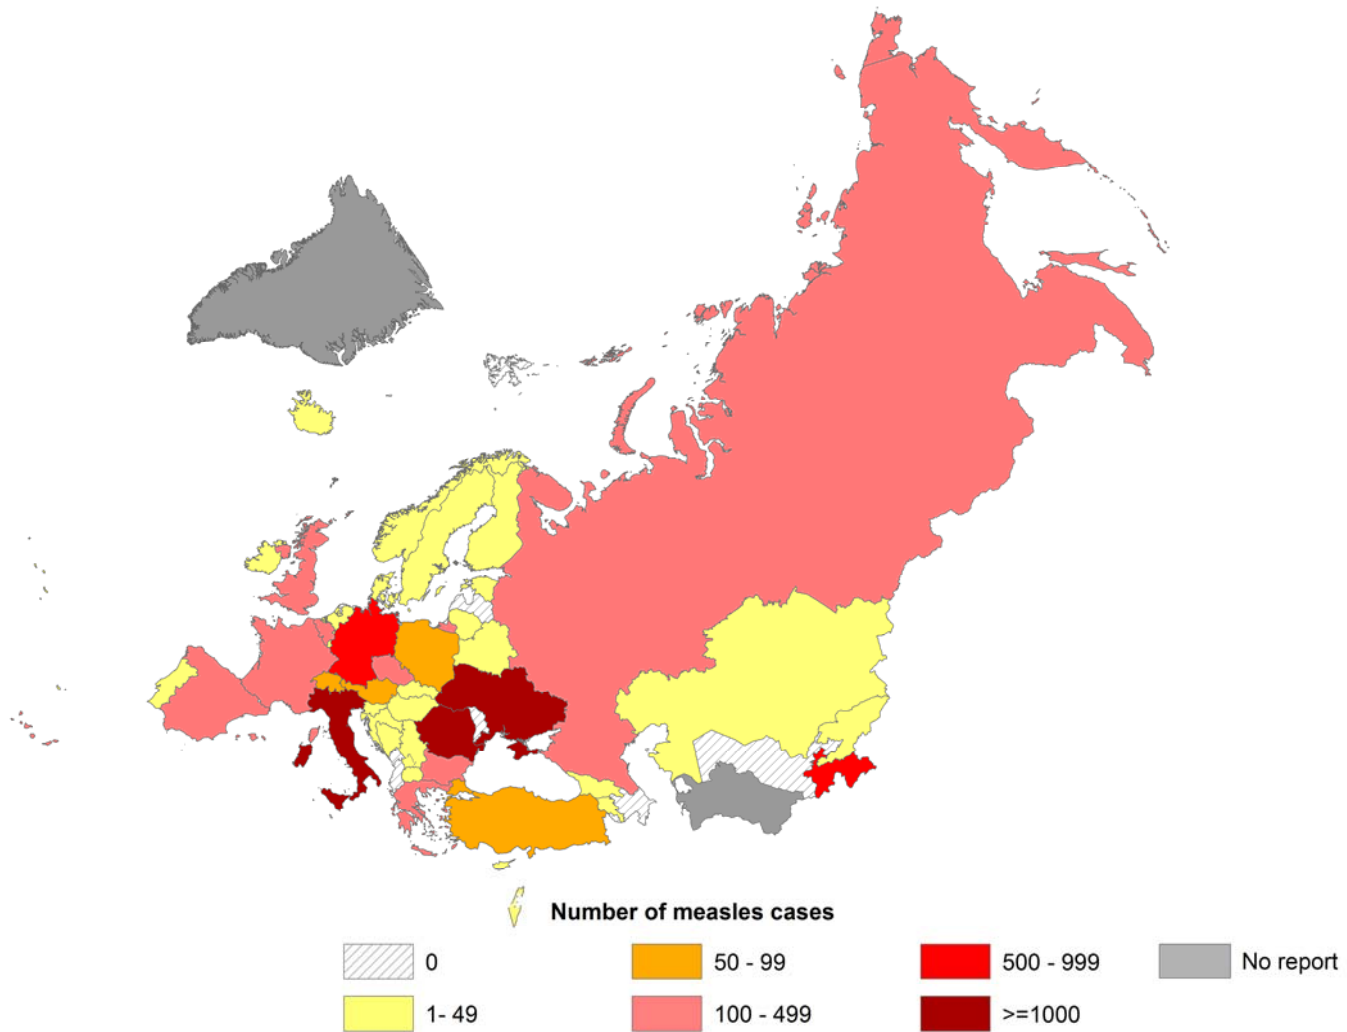 Number of measles cases
0
50 - 99
500 - 999
No report
1- 49
100 - 499
>=1000